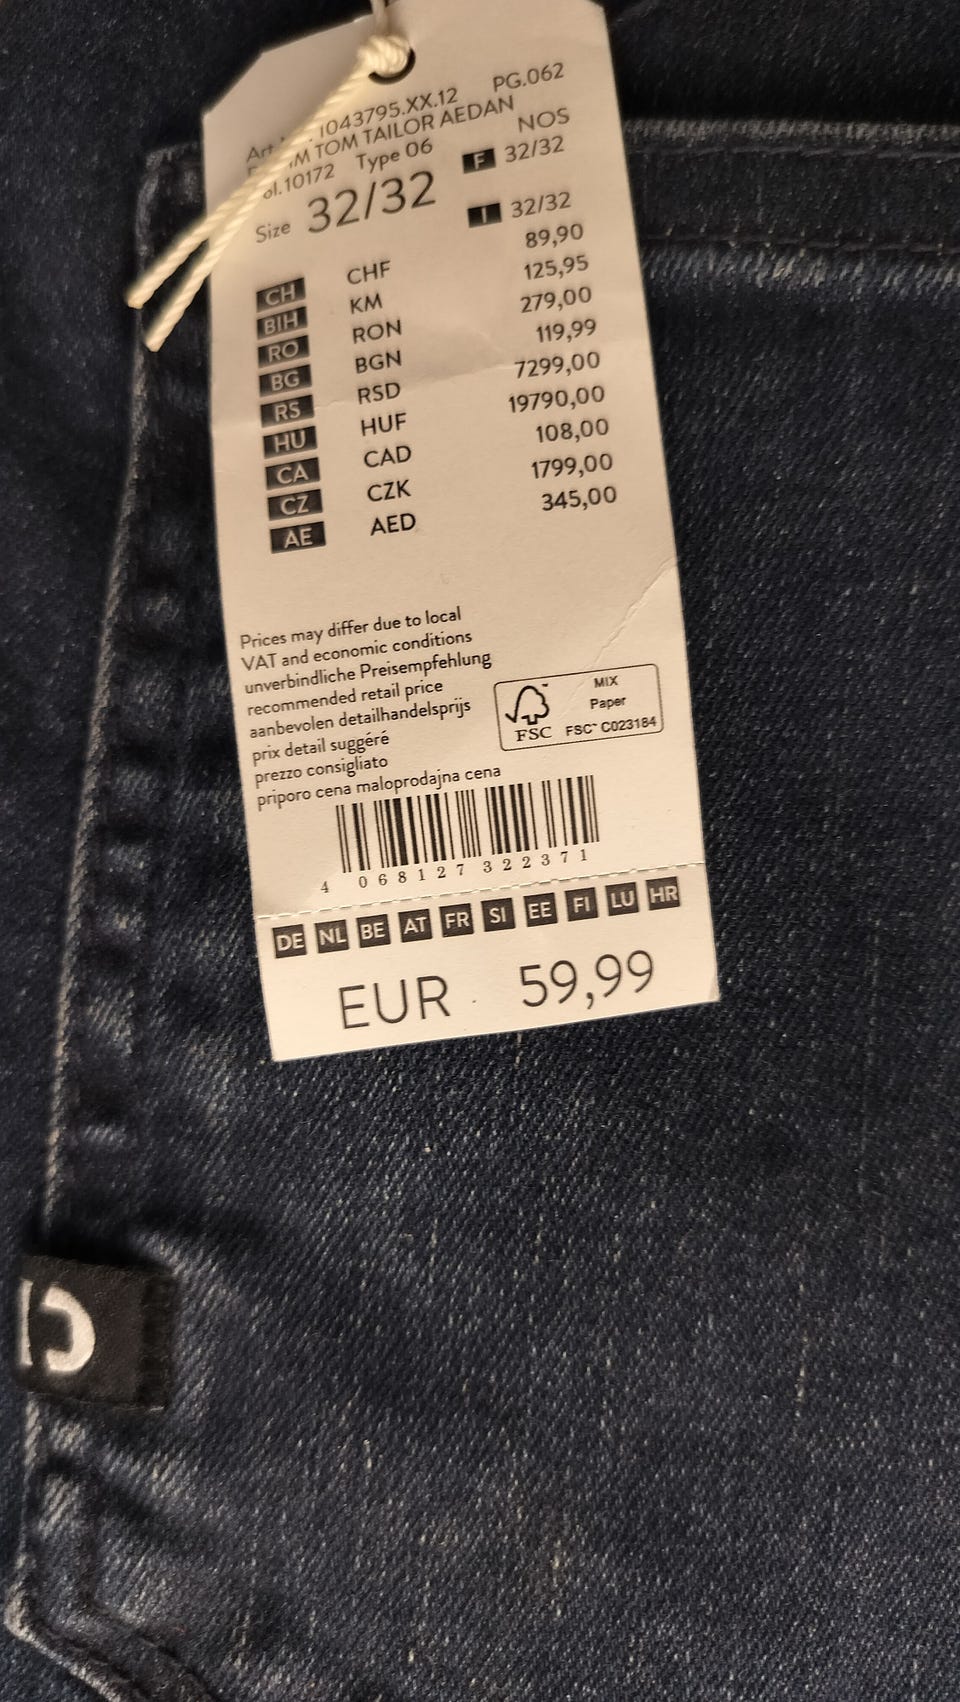 Art. 1043795.XX.12 PG.062
TOM TAILOR AEDAN
Col.10172 Type 06 NOS
F 32/32
Size 32/32
I 32/32
CH CHF 89,90
BIH KM 125,95
RO RON 279,00
BG BGN 119,99
RS RSD 7299,00
HU HUF 19790,00
CA CAD 108,00
CZ CZK 1799,00
AE AED 345,00
Prices may differ due to local
VAT and economic conditions
unverbindliche Preisempfehlung
recommended retail price
aanbevolen detailhandelsprijs
prix detail suggéré
prezzo consigliato
priporo cena maloprodajna cena
MIX
Paper
FSC FSC™ C023184
4 068127 322371
DE NL BE AT FR SI EE FI LU HR
EUR 59,99